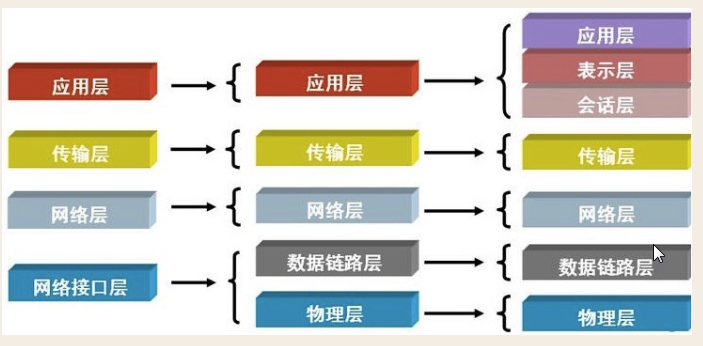 应用层
传输层
网络层
网络接口层
应用层
传输层
网络层
数据链路层
物理层
应用层
表示层
会话层
传输层
网络层
数据链路层
物理层